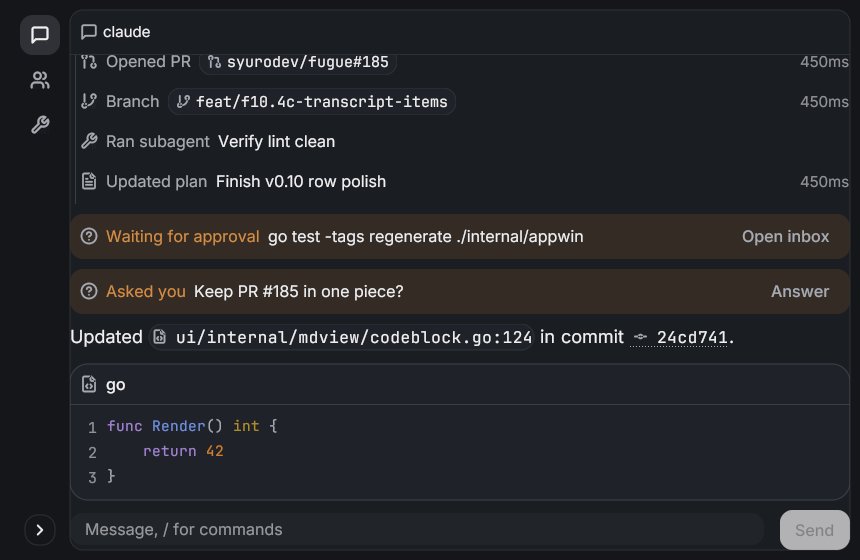 claude
Opened PR syurodev/fugue#185 450ms
Branch feat/f10.4c-transcript-items 450ms
Ran subagent Verify lint clean
Updated plan Finish v0.10 row polish 450ms
Waiting for approval go test -tags regenerate ./internal/appwin Open inbox
Asked you Keep PR #185 in one piece? Answer
Updated ui/internal/mdview/codeblock.go:124 in commit 24cd741.
go
1 func Render() int {
2     return 42
3 }
Message, / for commands Send